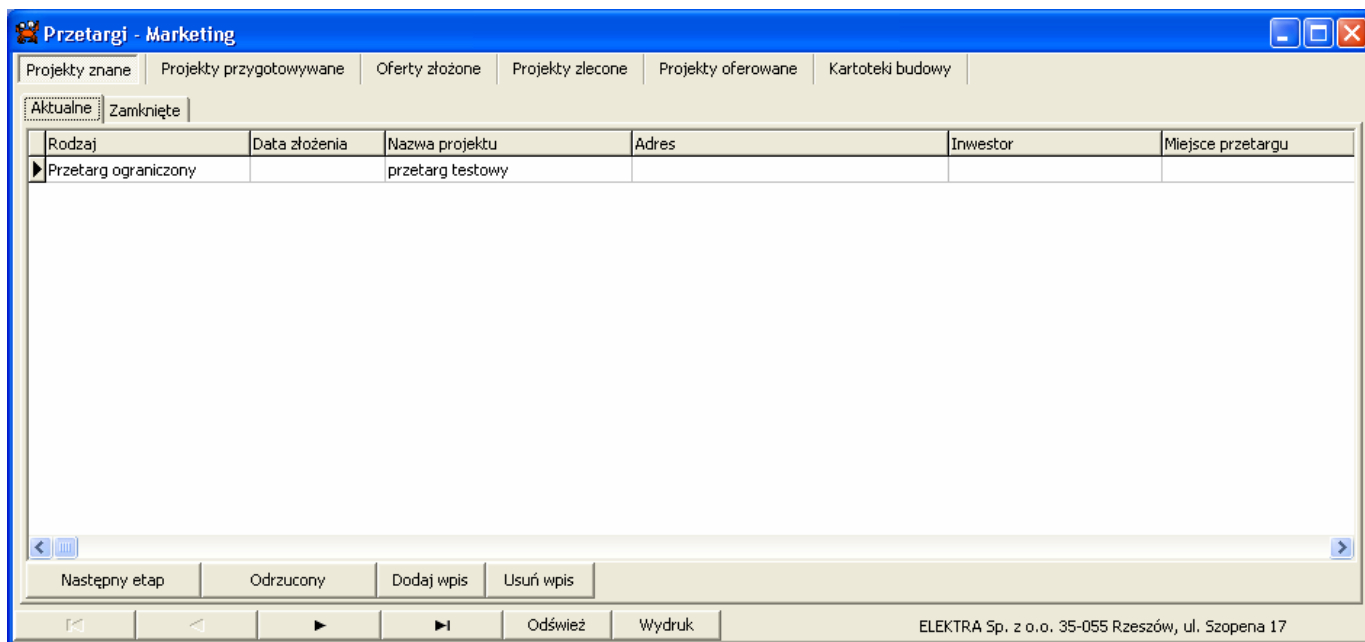 Przetargi - Marketing
Projekty znane Projekty przygotowywane Oferty złożone Projekty zlecone Projekty oferowane Kartoteki budowy
Aktualne Zamknięte
Rodzaj Data złożenia Nazwa projektu Adres Inwestor Miejsce przetargu
Przetarg ograniczony przetarg testowy
Następny etap Odrzucony Dodaj wpis Usuń wpis
Odśwież Wydruk ELEKTRA Sp. z o.o. 35-055 Rzeszów, ul. Szopena 17